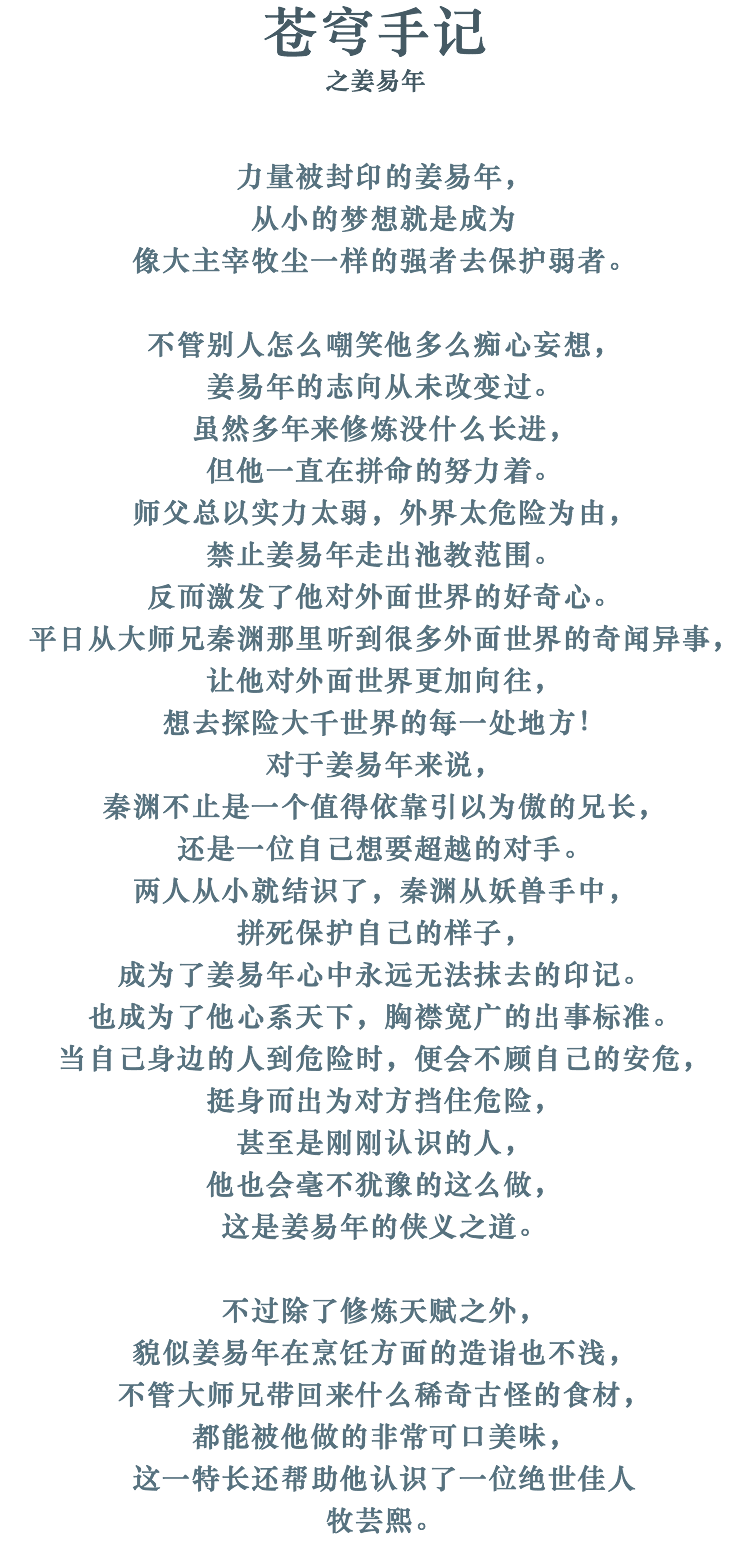 苍穹手记
之姜易年
力量被封印的姜易年，
从小的梦想就是成为
像大主宰牧尘一样的强者去保护弱者。
不管别人怎么嘲笑他多么痴心妄想，
姜易年的志向从未改变过。
虽然多年来修炼没什么长进，
但他一直在拼命的努力着。
师父总以实力太弱，外界太危险为由，
禁止姜易年走出池教范围。
反而激发了他对外面世界的好奇心。
平日从大师兄秦渊那里听到很多外面世界的奇闻异事，
让他对外面世界更加向往，
想去探险大千世界的每一处地方！
对于姜易年来说，
秦渊不止是一个值得依靠引以为傲的兄长，
还是一位自己想要超越的对手。
两人从小就结识了，秦渊从妖兽手中，
拼死保护自己的样子，
成为了姜易年心中永远无法抹去的印记。
也成为了他心系天下，胸襟宽广的出事标准。
当自己身边的人到危险时，便会不顾自己的安危，
挺身而出为对方挡住危险，
甚至是刚刚认识的人，
他也会毫不犹豫的这么做，
这是姜易年的侠义之道。
不过除了修炼天赋之外，
貌似姜易年在烹饪方面的造诣也不浅，
不管大师兄带回来什么稀奇古怪的食材，
都能被他做的非常可口美味，
这一特长还帮助他认识了一位绝世佳人
牧芸熙。